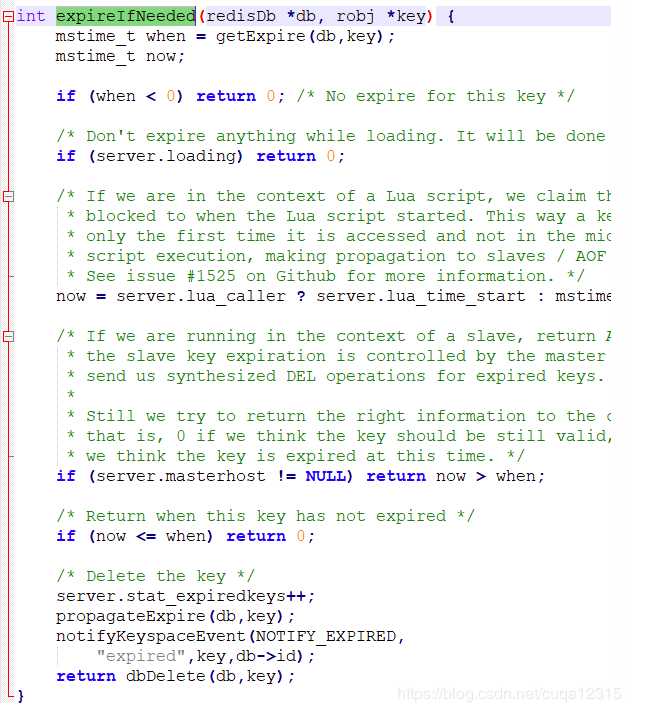 int expireIfNeeded(redisDb *db, robj *key) {
    mstime_t when = getExpire(db,key);
    mstime_t now;

    if (when < 0) return 0; /* No expire for this key */

    /* Don't expire anything while loading. It will be done
    if (server.loading) return 0;

    /* If we are in the context of a Lua script, we claim th
     * blocked to when the Lua script started. This way a ke
     * only the first time it is accessed and not in the mid
     * script execution, making propagation to slaves / AOF
     * See issue #1525 on Github for more information. */
    now = server.lua_caller ? server.lua_time_start : mstime

    /* If we are running in the context of a slave, return A
     * the slave key expiration is controlled by the master
     * send us synthesized DEL operations for expired keys.
     *
     * Still we try to return the right information to the c
     * that is, 0 if we think the key should be still valid,
     * we think the key is expired at this time. */
    if (server.masterhost != NULL) return now > when;

    /* Return when this key has not expired */
    if (now <= when) return 0;

    /* Delete the key */
    server.stat_expiredkeys++;
    propagateExpire(db,key);
    notifyKeyspaceEvent(NOTIFY_EXPIRED,
        "expired",key,db->id);
    return dbDelete(db,key);
}
https://blog.csdn.net/cuqa12315